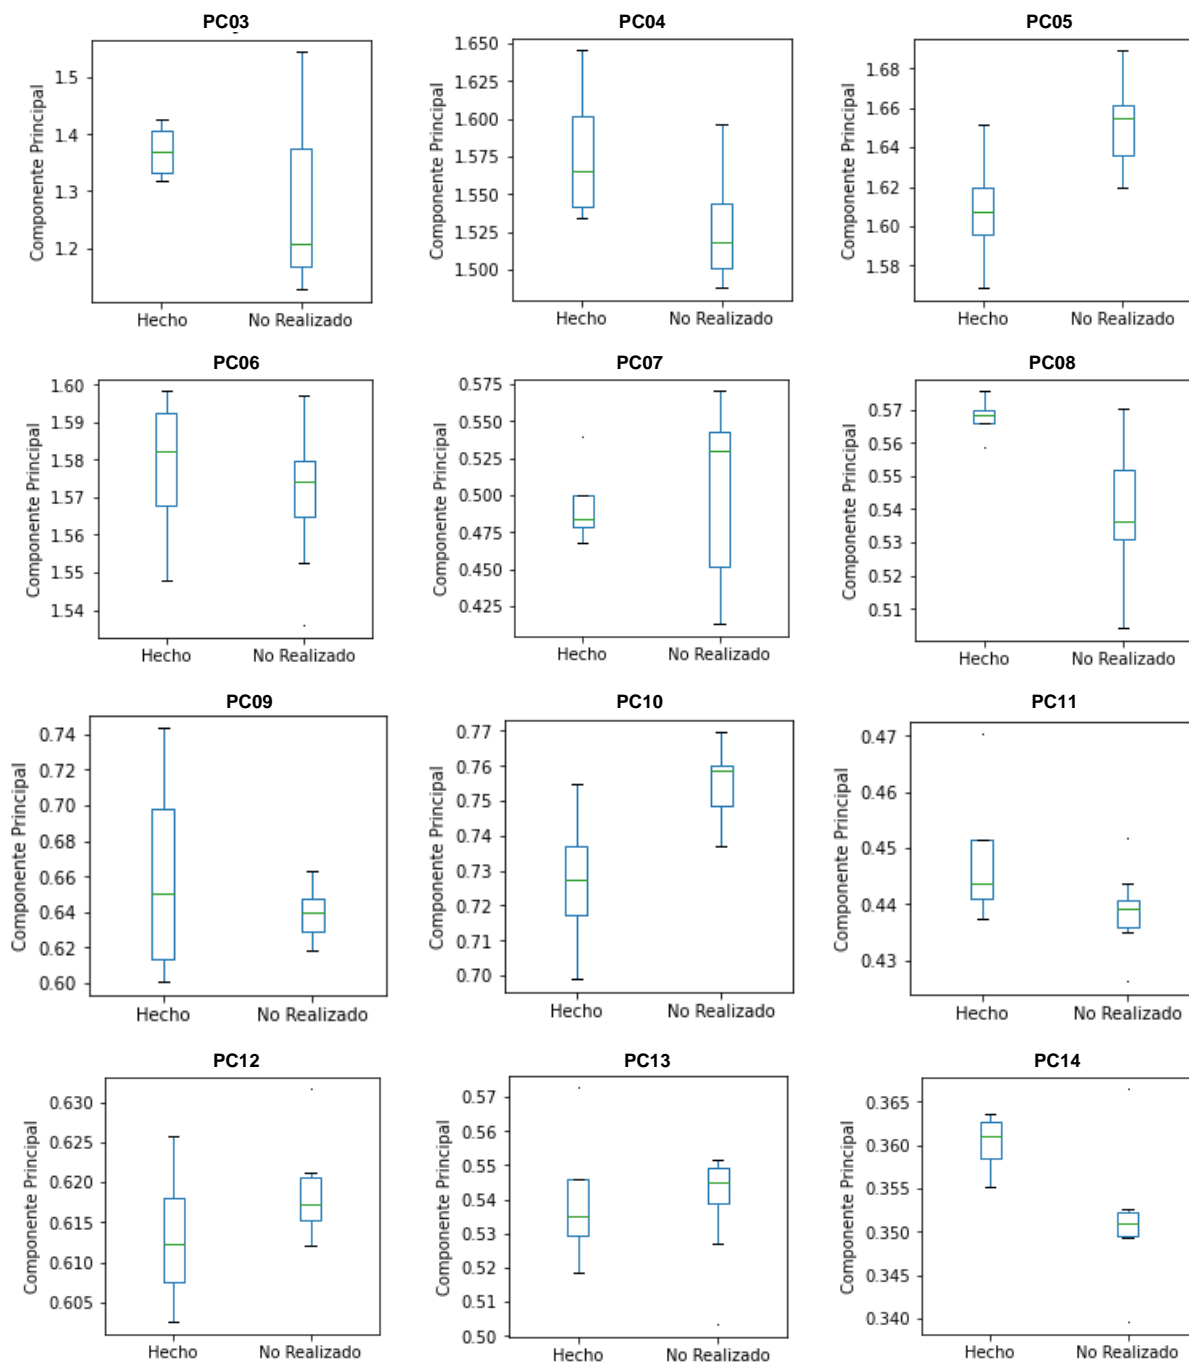 PC03
Componente Principal
1.5
1.4
1.3
1.2
Hecho
No Realizado
PC04
Componente Principal
1.650
1.625
1.600
1.575
1.550
1.525
1.500
Hecho
No Realizado
PC05
Componente Principal
1.68
1.66
1.64
1.62
1.60
1.58
Hecho
No Realizado
PC06
Componente Principal
1.60
1.59
1.58
1.57
1.56
1.55
1.54
Hecho
No Realizado
PC07
Componente Principal
0.575
0.550
0.525
0.500
0.475
0.450
0.425
Hecho
No Realizado
PC08
Componente Principal
0.57
0.56
0.55
0.54
0.53
0.52
0.51
Hecho
No Realizado
PC09
Componente Principal
0.74
0.72
0.70
0.68
0.66
0.64
0.62
0.60
Hecho
No Realizado
PC10
Componente Principal
0.77
0.76
0.75
0.74
0.73
0.72
0.71
0.70
Hecho
No Realizado
PC11
Componente Principal
0.47
0.46
0.45
0.44
0.43
Hecho
No Realizado
PC12
Componente Principal
0.630
0.625
0.620
0.615
0.610
0.605
Hecho
No Realizado
PC13
Componente Principal
0.57
0.56
0.55
0.54
0.53
0.52
0.51
0.50
Hecho
No Realizado
PC14
Componente Principal
0.365
0.360
0.355
0.350
0.345
0.340
Hecho
No Realizado